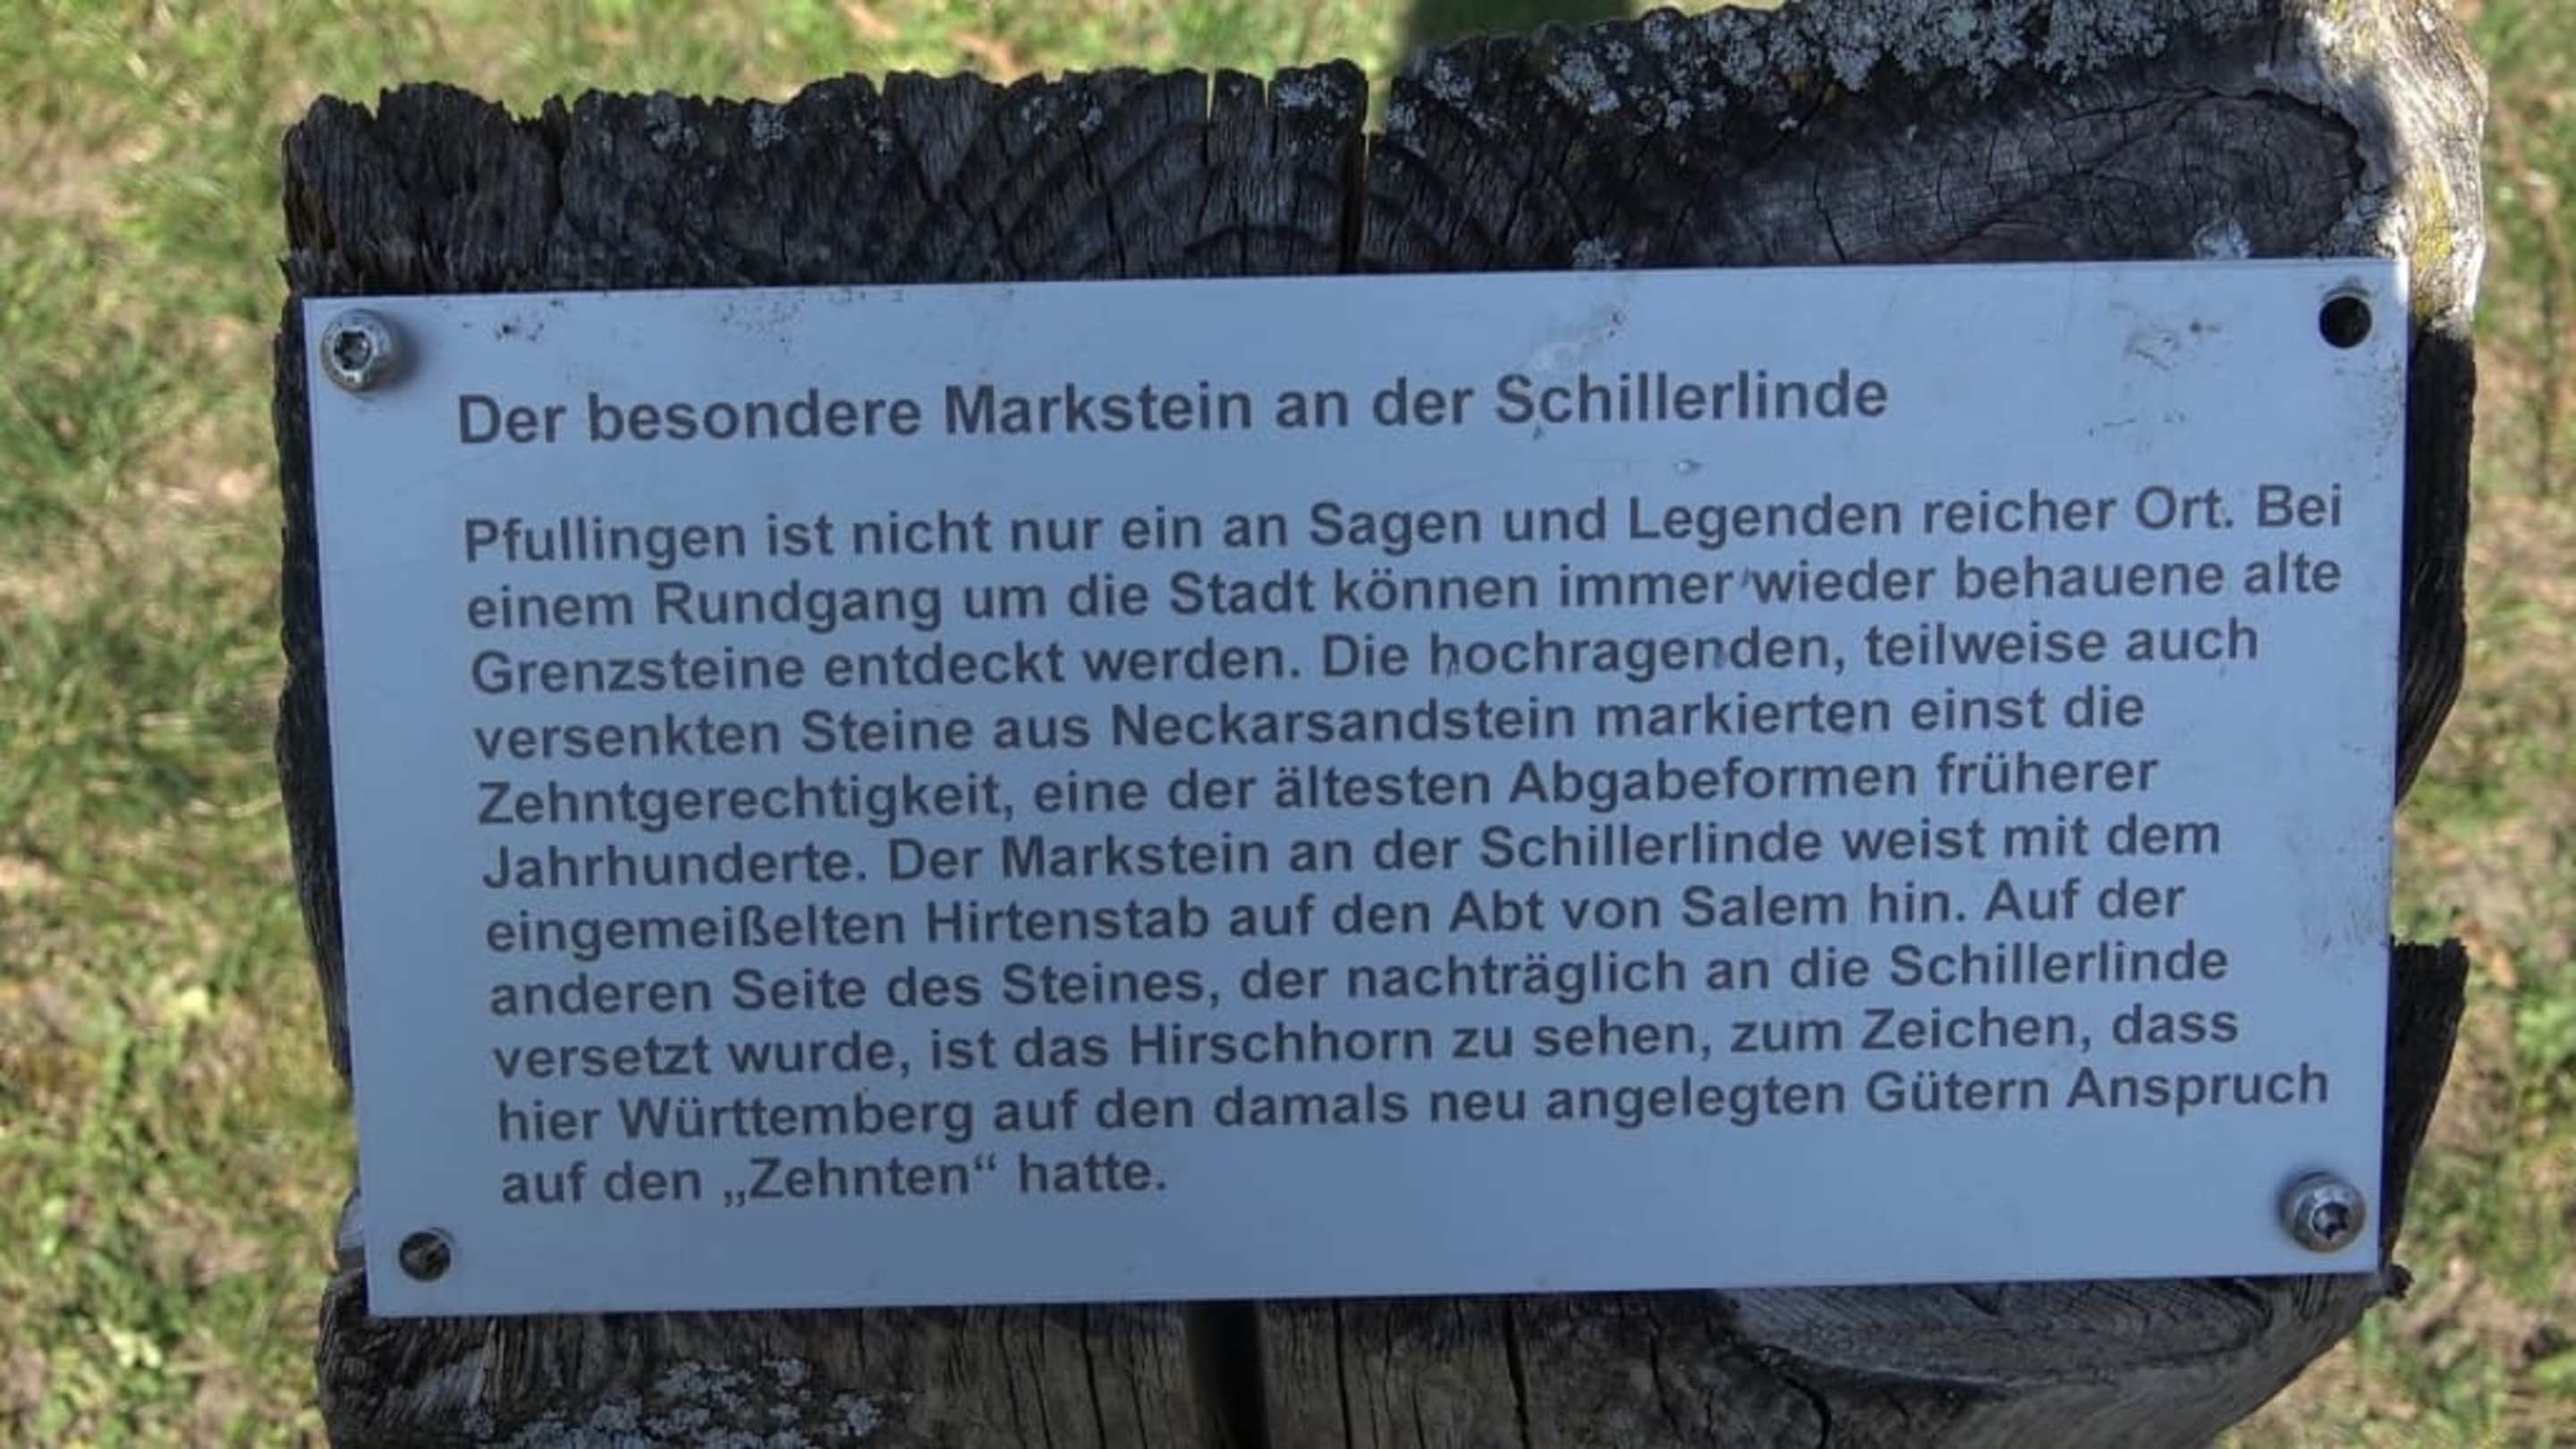 Der besondere Markstein an der Schillerlinde
Pfullingen ist nicht nur ein an Sagen und Legenden reicher Ort. Bei
einem Rundgang um die Stadt können immer wieder behauene alte
Grenzsteine entdeckt werden. Die hochragenden, teilweise auch
versenkten Steine aus Neckarsandstein markierten einst die
Zehntgerechtigkeit, eine der ältesten Abgabeformen früherer
Jahrhunderte. Der Markstein an der Schillerlinde weist mit dem
eingemeißelten Hirtenstab auf den Abt von Salem hin. Auf der
anderen Seite des Steines, der nachträglich an die Schillerlinde
versetzt wurde, ist das Hirschhorn zu sehen, zum Zeichen, dass
hier Württemberg auf den damals neu angelegten Gütern Anspruch
auf den „Zehnten“ hatte.